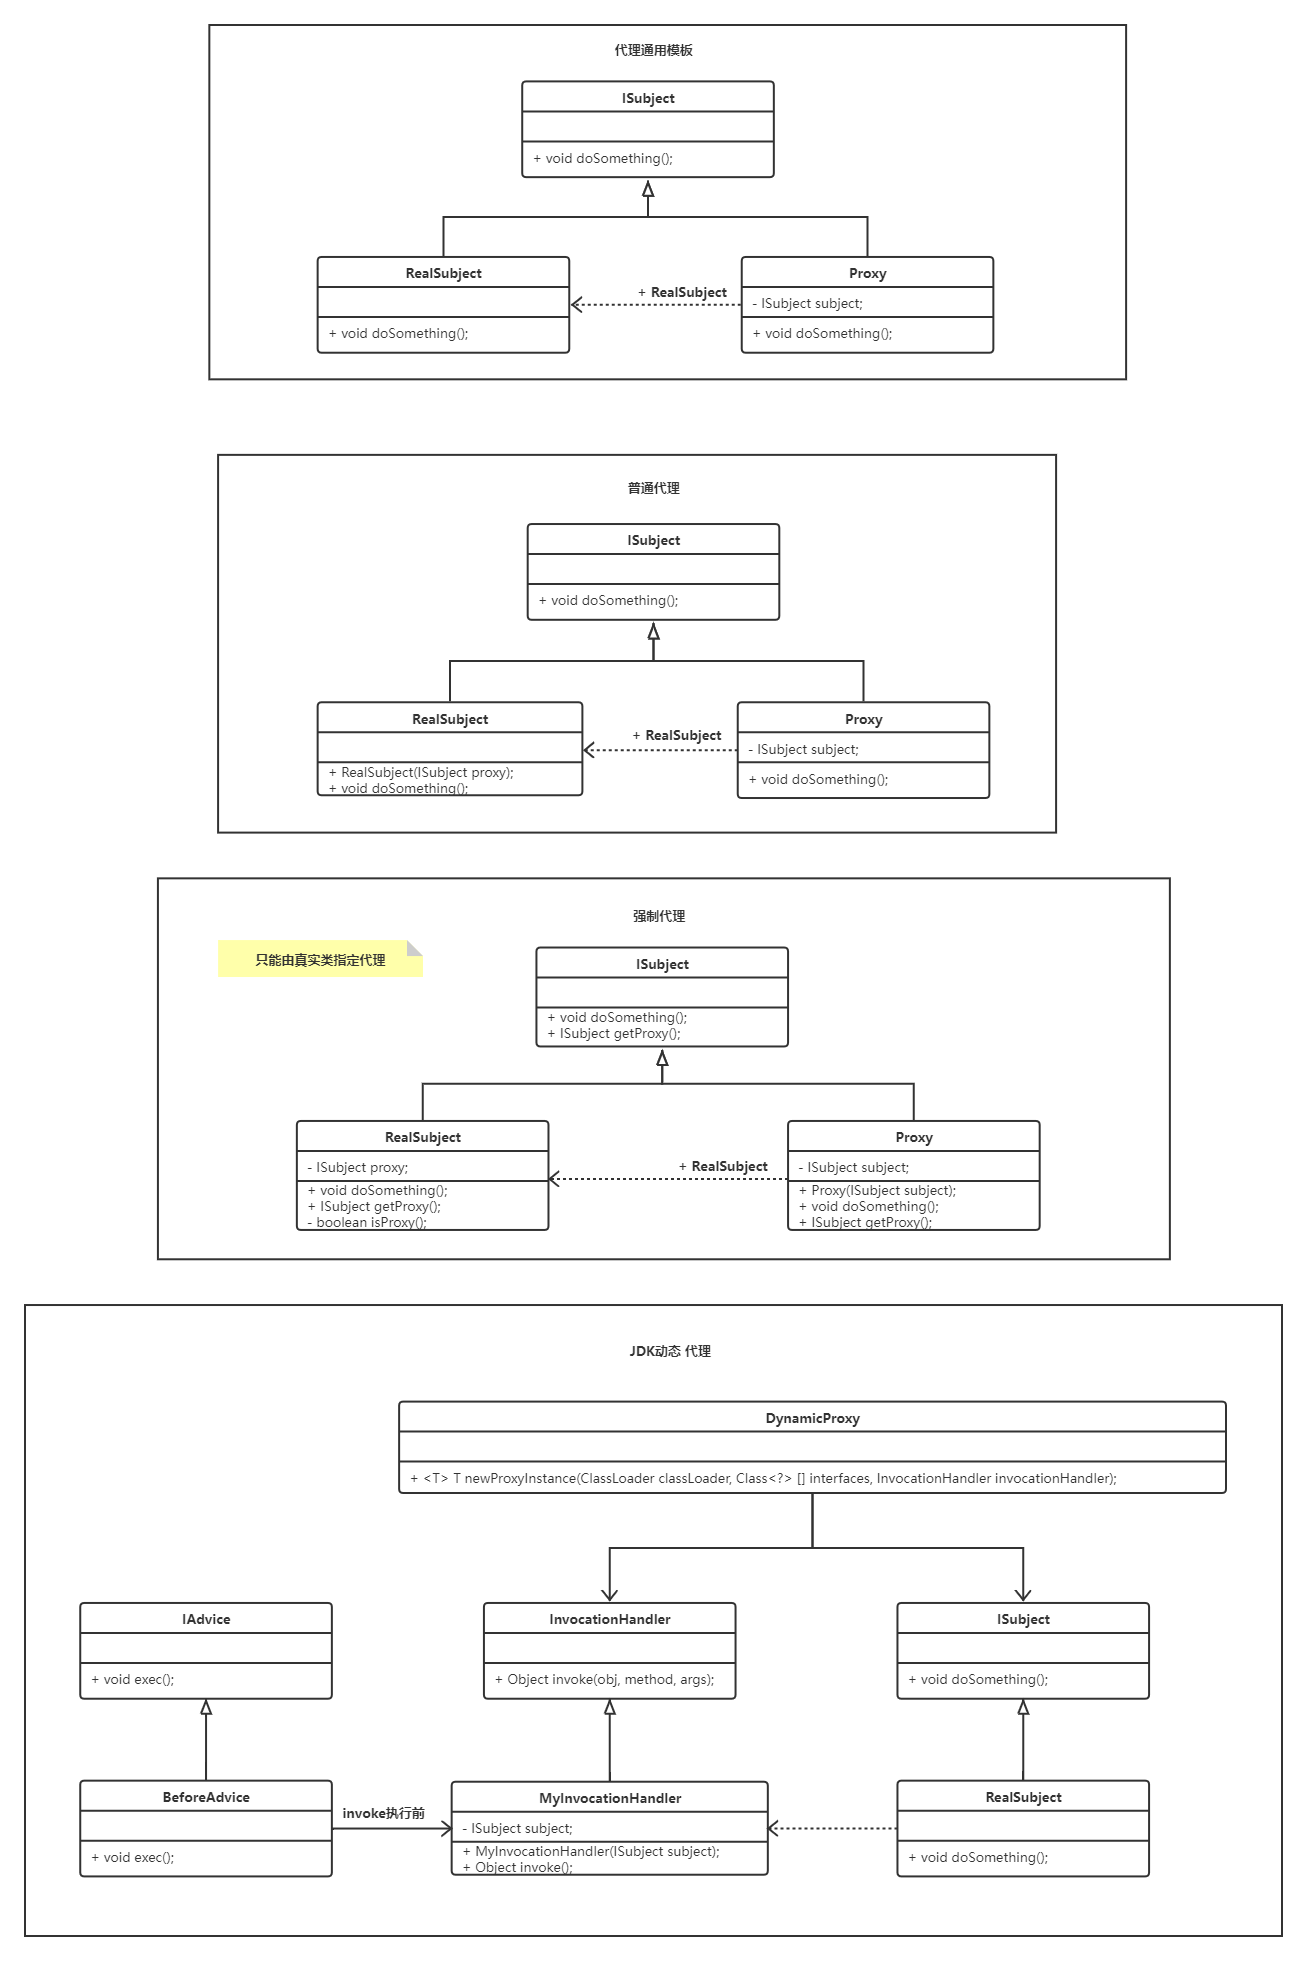 代理通用模板
ISubject
+ void doSomething();
RealSubject
+ void doSomething();
+ RealSubject
Proxy
- ISubject subject;
+ void doSomething();
普通代理
ISubject
+ void doSomething();
RealSubject
+ RealSubject(ISubject proxy);
+ void doSomething();
+ RealSubject
Proxy
- ISubject subject;
+ void doSomething();
强制代理
只能由真实类指定代理
ISubject
+ void doSomething();
+ ISubject getProxy();
RealSubject
- ISubject proxy;
+ void doSomething();
+ ISubject getProxy();
- boolean isProxy();
+ RealSubject
Proxy
- ISubject subject;
+ Proxy(ISubject subject);
+ void doSomething();
+ ISubject getProxy();
JDK动态 代理
DynamicProxy
+ <T> T newProxyInstance(ClassLoader classLoader, Class<?> [] interfaces, InvocationHandler invocationHandler);
IAdvice
+ void exec();
InvocationHandler
+ Object invoke(obj, method, args);
ISubject
+ void doSomething();
BeforeAdvice
+ void exec();
invoke执行前
MyInvocationHandler
- ISubject subject;
+ MyInvocationHandler(ISubject subject);
+ Object invoke();
RealSubject
+ void doSomething();